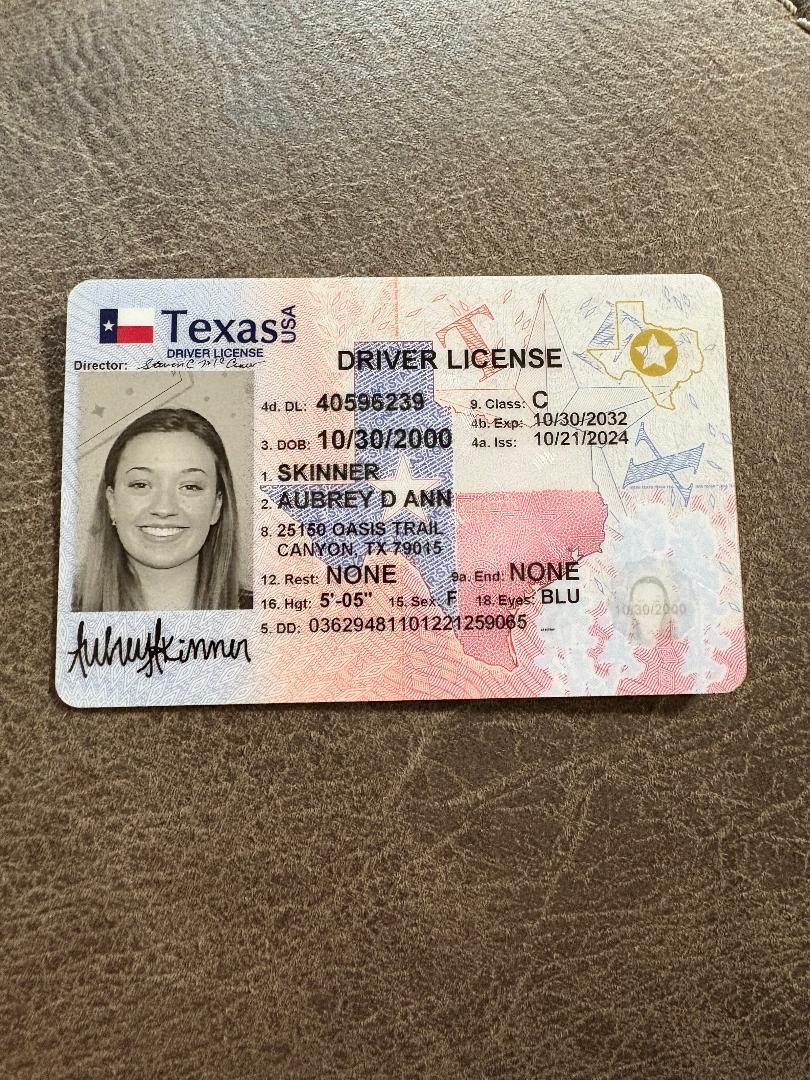 Texas USA
DRIVER LICENSE
Director:
DRIVER LICENSE
4d. DL: 40596239
9. Class: C
4b. Exp: 10/30/2032
3. DOB: 10/30/2000
4a. Iss: 10/21/2024
1. SKINNER
2. AUBREY D ANN
8. 25150 OASIS TRAIL
CANYON, TX 79015
12. Rest: NONE
9a. End: NONE
16. Hgt: 5'-05" 15. Sex: F 18. Eyes: BLU
5. DD: 03629481101221259065
10/30/2000
Aubrey Skinner